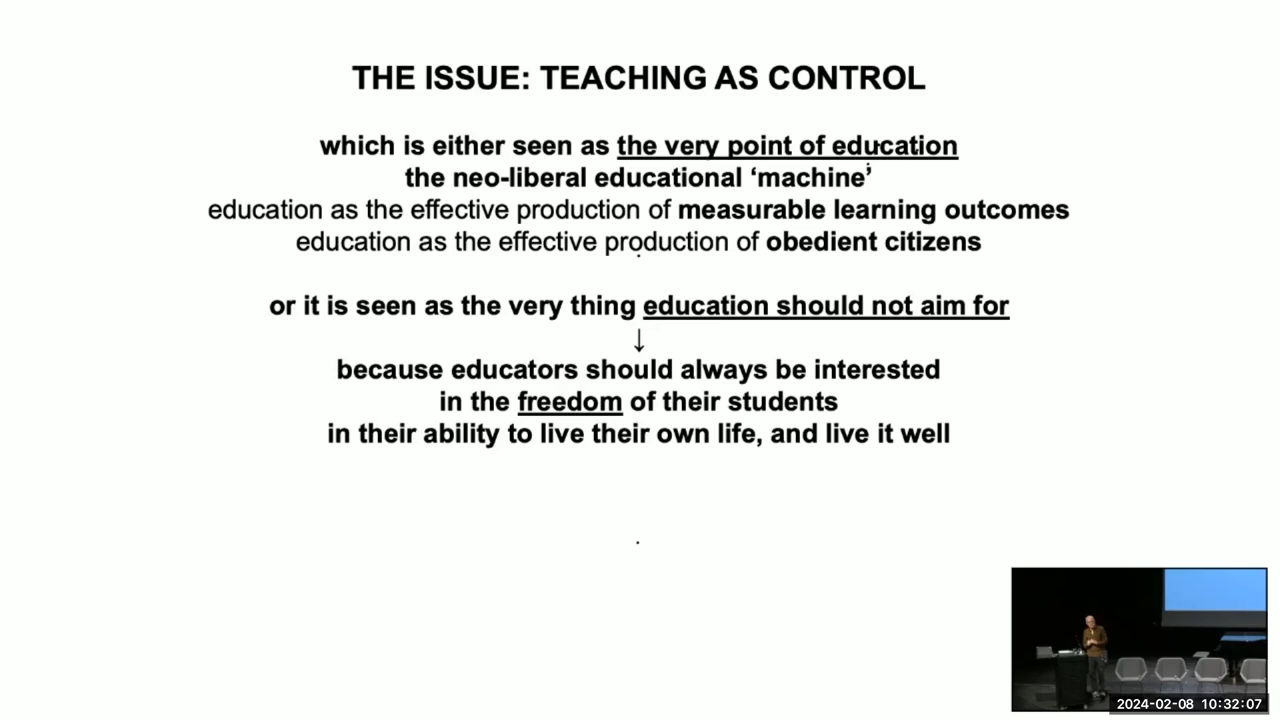 THE ISSUE: TEACHING AS CONTROL
which is either seen as the very point of education
the neo-liberal educational ‘machine’
education as the effective production of measurable learning outcomes
education as the effective production of obedient citizens
or it is seen as the very thing education should not aim for
↓
because educators should always be interested
in the freedom of their students
in their ability to live their own life, and live it well
2024-02-08 10:32:07